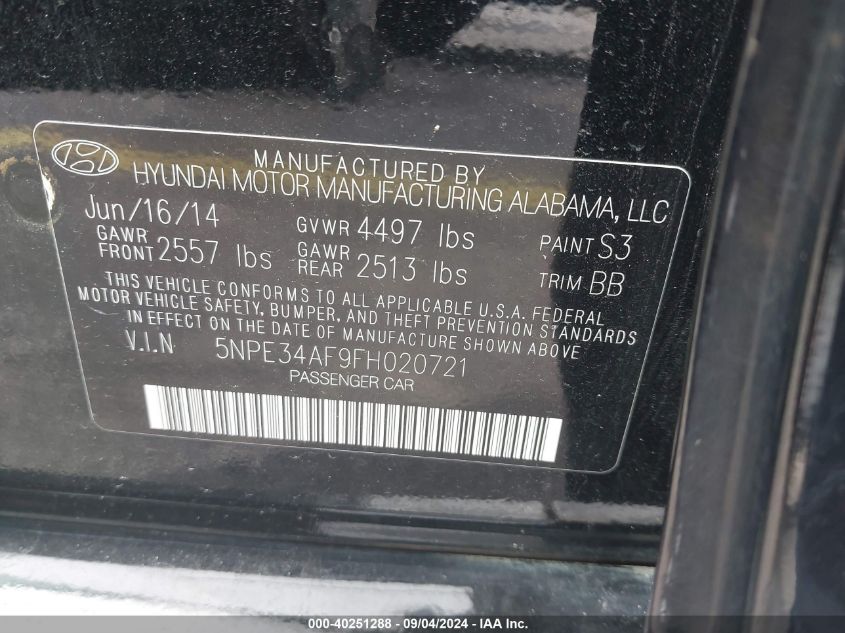 MANUFACTURED BY
HYUNDAI MOTOR MANUFACTURING ALABAMA, LLC
Jun/16/14 GVWR 4497 lbs PAINT S3
GAWR FRONT 2557 lbs GAWR REAR 2513 lbs TRIM BB
THIS VEHICLE CONFORMS TO ALL APPLICABLE U.S.A. FEDERAL
MOTOR VEHICLE SAFETY, BUMPER, AND THEFT PREVENTION STANDARDS
IN EFFECT ON THE DATE OF MANUFACTURE SHOWN ABOVE.
V.I.N 5NPE34AF9FH020721
PASSENGER CAR
000-40251288 - 09/04/2024 - IAAI Inc.